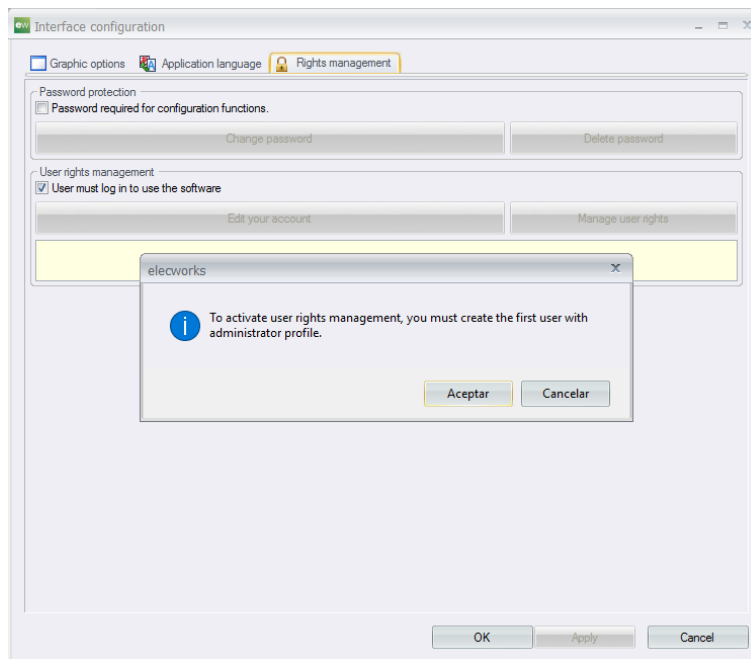 ew Interface configuration
Graphic options Application language Rights management
Password protection
Password required for configuration functions.
Change password Delete password
User rights management
User must log in to use the software
Edit your account Manage user rights
elecworks
To activate user rights management, you must create the first user with
administrator profile.
Aceptar Cancelar
OK Apply Cancel